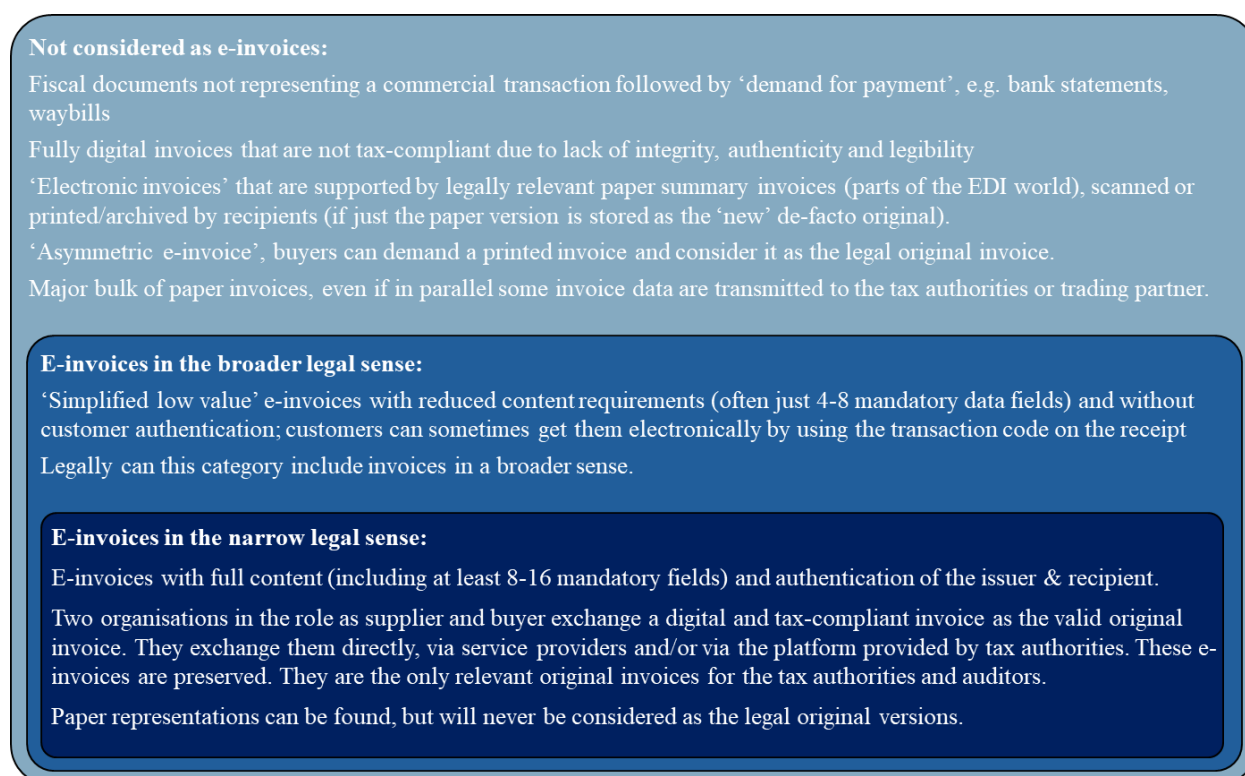 Not considered as e-invoices:
Fiscal documents not representing a commercial transaction followed by ‘demand for payment’, e.g. bank statements,
waybills
Fully digital invoices that are not tax-compliant due to lack of integrity, authenticity and legibility
‘Electronic invoices’ that are supported by legally relevant paper summary invoices (parts of the EDI world), scanned or
printed/archived by recipients (if just the paper version is stored as the ‘new’ de-facto original).
‘Asymmetric e-invoice’, buyers can demand a printed invoice and consider it as the legal original invoice.
Major bulk of paper invoices, even if in parallel some invoice data are transmitted to the tax authorities or trading partner.
E-invoices in the broader legal sense:
‘Simplified low value’ e-invoices with reduced content requirements (often just 4-8 mandatory data fields) and without
customer authentication; customers can sometimes get them electronically by using the transaction code on the receipt
Legally can this category include invoices in a broader sense.
E-invoices in the narrow legal sense:
E-invoices with full content (including at least 8-16 mandatory fields) and authentication of the issuer & recipient.
Two organisations in the role as supplier and buyer exchange a digital and tax-compliant invoice as the valid original
invoice. They exchange them directly, via service providers and/or via the platform provided by tax authorities. These e-
invoices are preserved. They are the only relevant original invoices for the tax authorities and auditors.
Paper representations can be found, but will never be considered as the legal original versions.